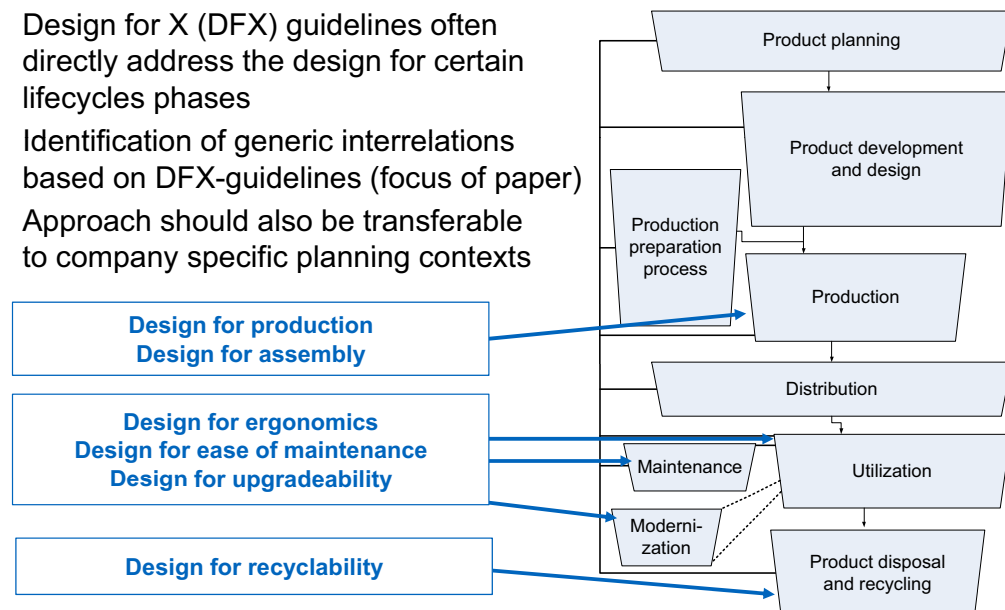 Design for X (DFX) guidelines often
directly address the design for certain
lifecycles phases
Identification of generic interrelations
based on DFX-guidelines (focus of paper)
Approach should also be transferable
to company specific planning contexts
Design for production
Design for assembly
Design for ergonomics
Design for ease of maintenance
Design for upgradeability
Design for recyclability
Product planning
Product development
and design
Production
preparation
process
Production
Distribution
Maintenance
Utilization
Moderni-
zation
Product disposal
and recycling